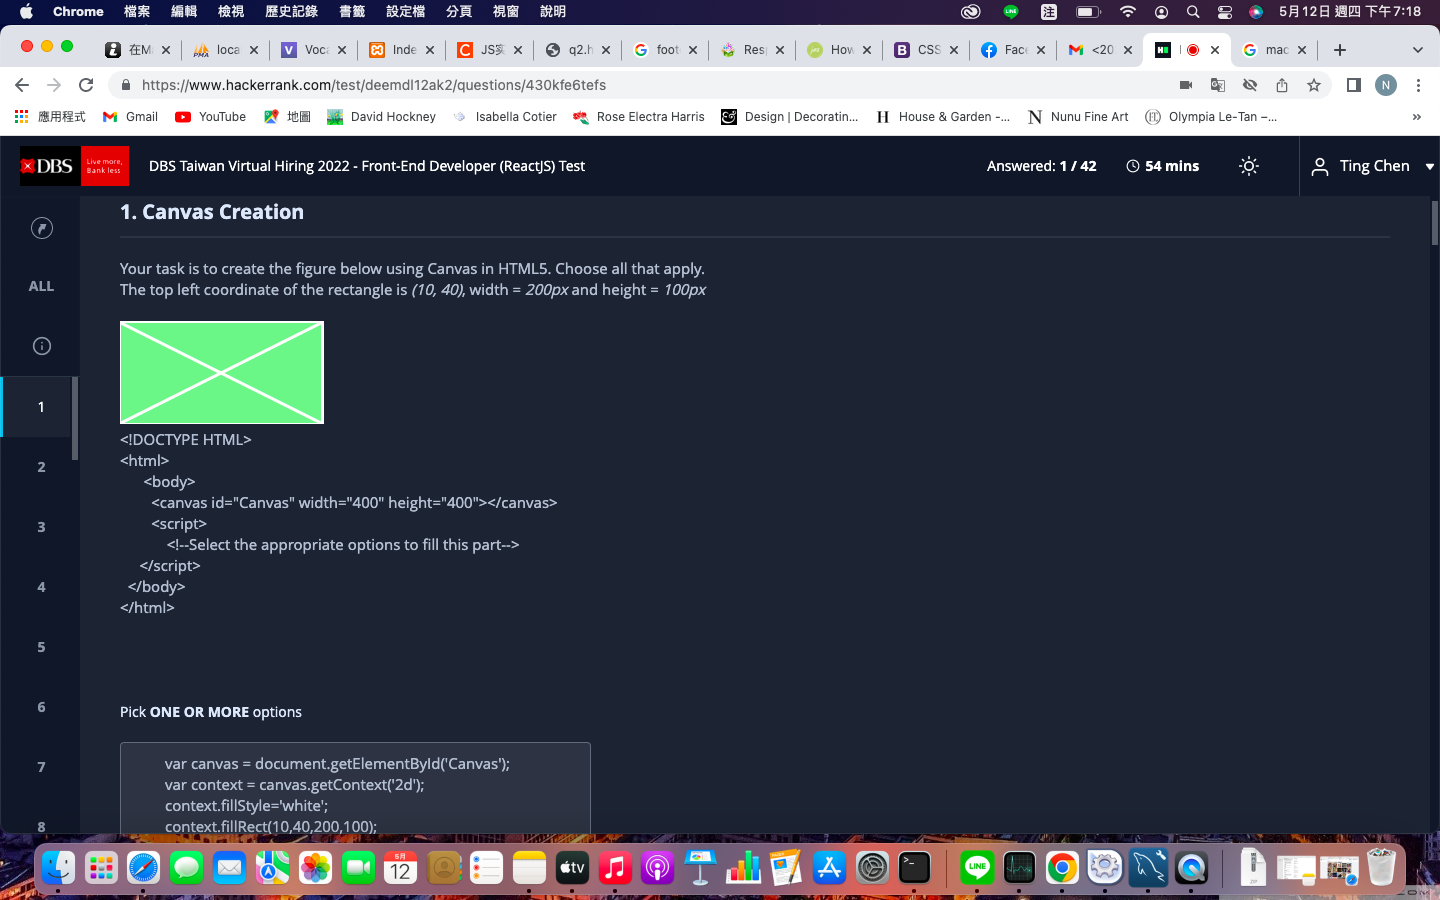 Chrome 檔案 編輯 檢視 歷史記錄 書籤 設定檔 分頁 視窗 說明 LINE 注 5月12日 週四 下午7:18
在M loca Voca Inde JS實 q2.h foot Resp How CSS Face <20 mac
https://www.hackerrank.com/test/deemdl12ak2/questions/430kfe6tefs N
應用程式 Gmail YouTube 地圖 David Hockney Isabella Cotier Rose Electra Harris Design | Decoratin... House & Garden -... Nunu Fine Art Olympia Le-Tan –... »
DBS Live more, Bank less DBS Taiwan Virtual Hiring 2022 - Front-End Developer (ReactJS) Test Answered: 1 / 42 54 mins Ting Chen
1. Canvas Creation
ALL
Your task is to create the figure below using Canvas in HTML5. Choose all that apply.
The top left coordinate of the rectangle is (10, 40), width = 200px and height = 100px
1
2
3
4
5
6
7
8
<!DOCTYPE HTML>
<html>
<body>
<canvas id="Canvas" width="400" height="400"></canvas>
<script>
<!--Select the appropriate options to fill this part-->
</script>
</body>
</html>
Pick ONE OR MORE options
var canvas = document.getElementById('Canvas');
var context = canvas.getContext('2d');
context.fillStyle='white';
context.fillRect(10,40,200,100);
5月
12
tv
LINE
ZIP